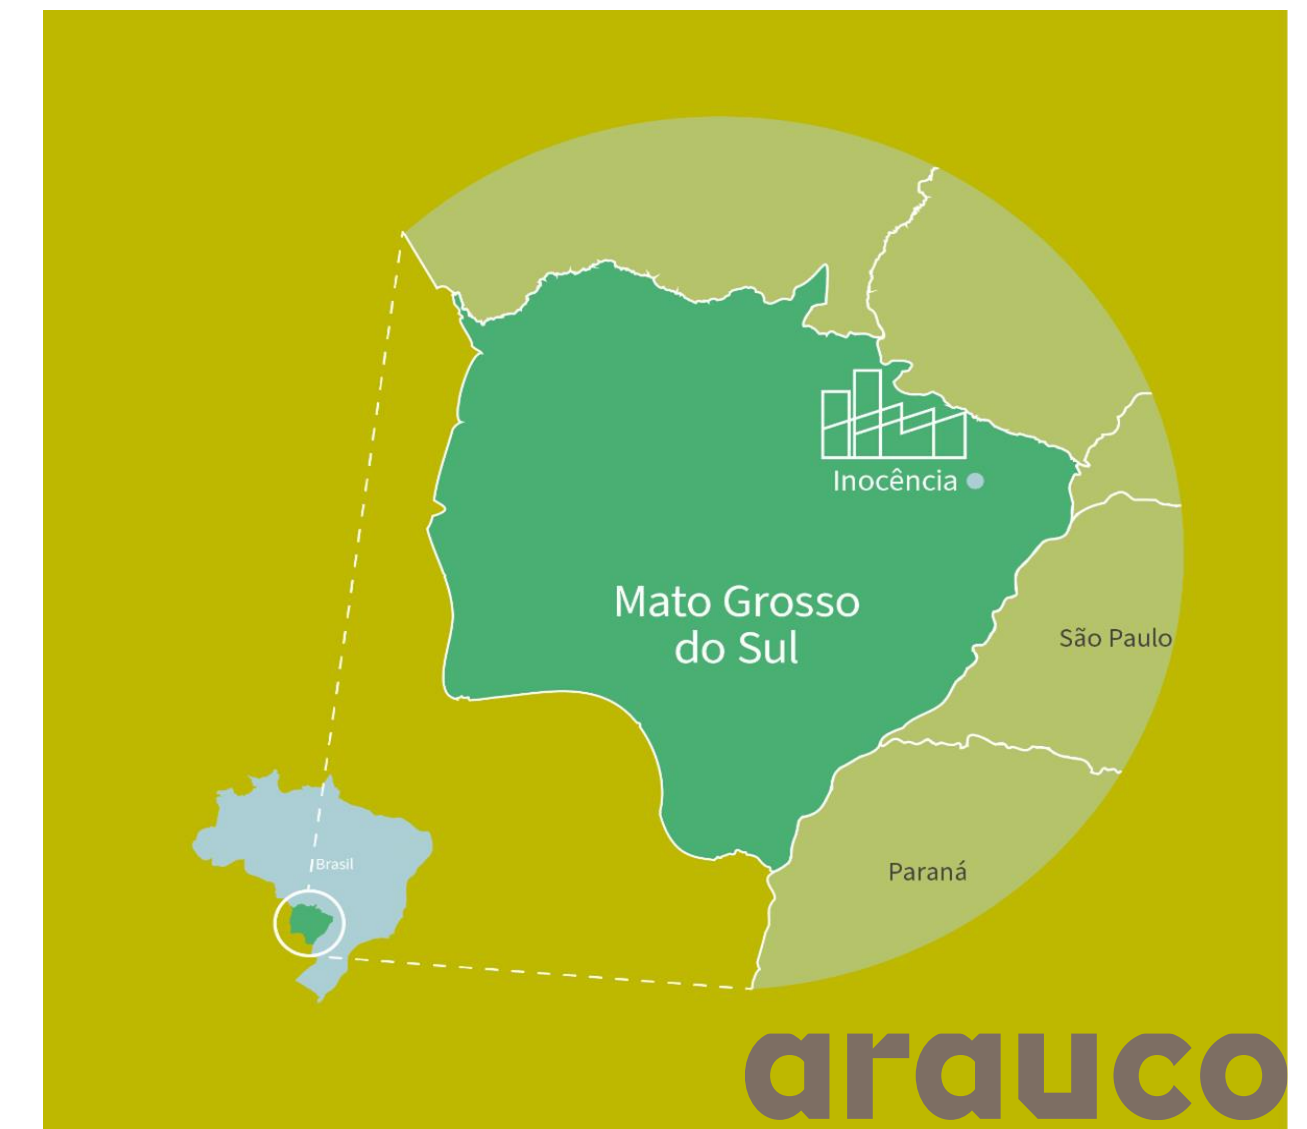 Inocência
Mato Grosso
do Sul
São Paulo
Brasil
Paraná
arauco